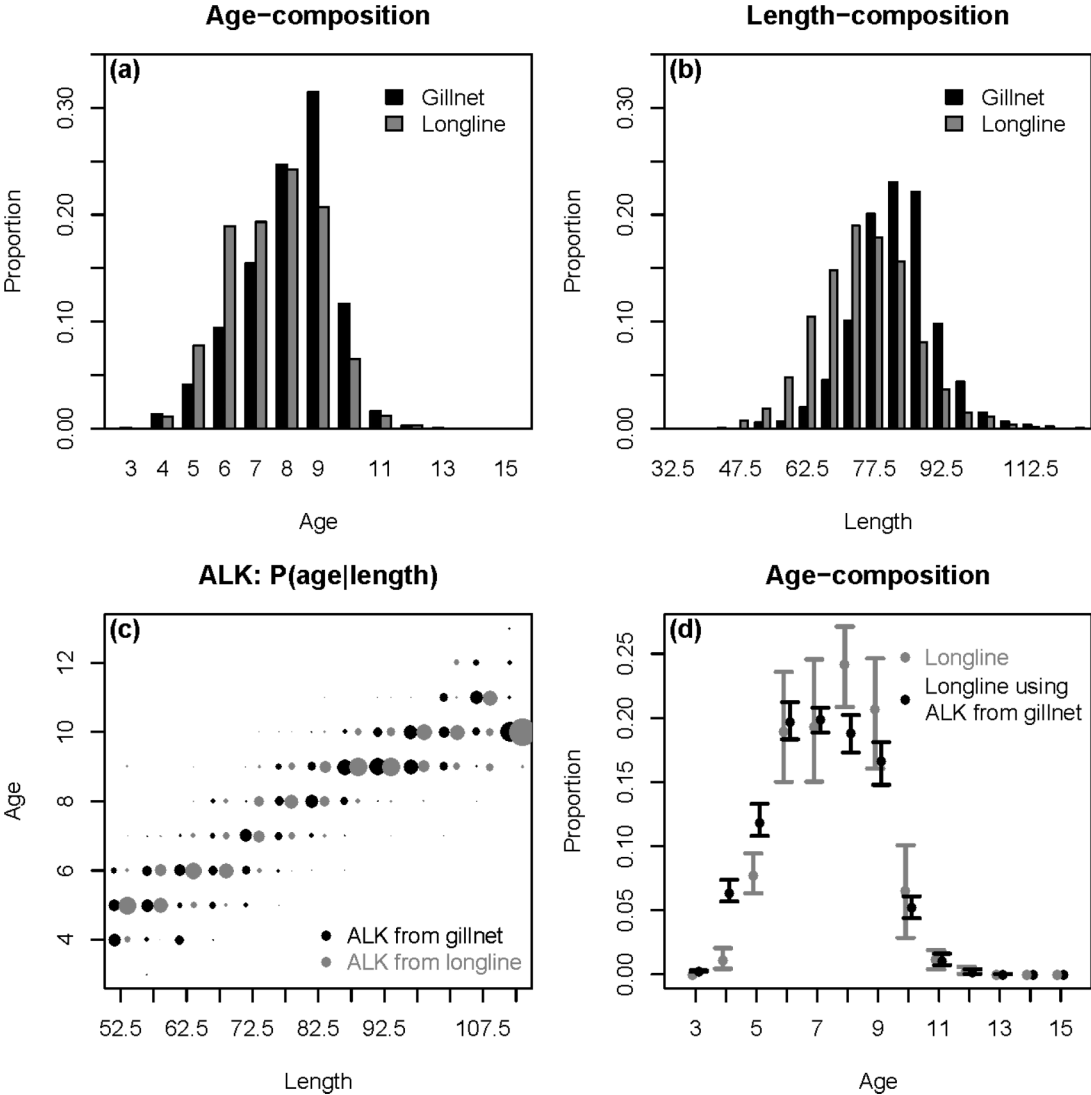 Age−composition
(a)
Gillnet
Longline
Proportion
0.00
0.10
0.20
0.30
3 4 5 6 7 8 9 11 13 15
Age
Length−composition
(b)
Gillnet
Longline
Proportion
0.00
0.10
0.20
0.30
32.5 47.5 62.5 77.5 92.5 112.5
Length
ALK: P(age|length)
(c)
Age
4
6
8
10
12
ALK from gillnet
ALK from longline
52.5 62.5 72.5 82.5 92.5 107.5
Length
Age−composition
(d)
Longline
Longline using
ALK from gillnet
Proportion
0.00
0.05
0.10
0.15
0.20
0.25
3 5 7 9 11 13 15
Age